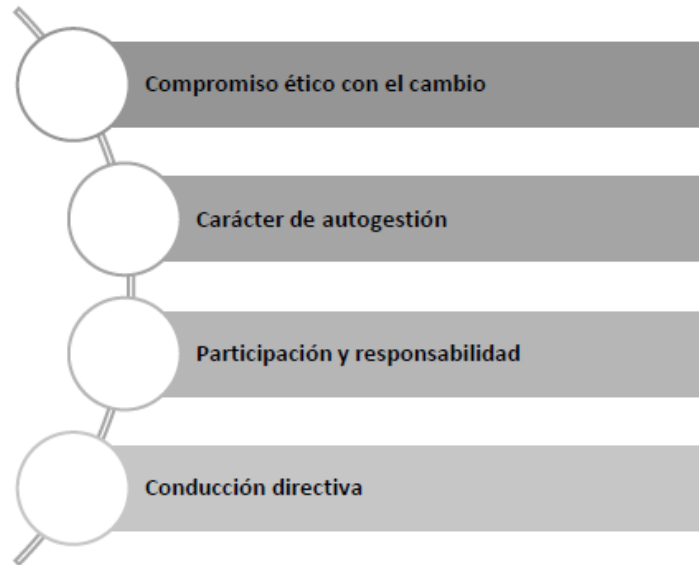 Compromiso ético con el cambio
Carácter de autogestión
Participación y responsabilidad
Conducción directiva